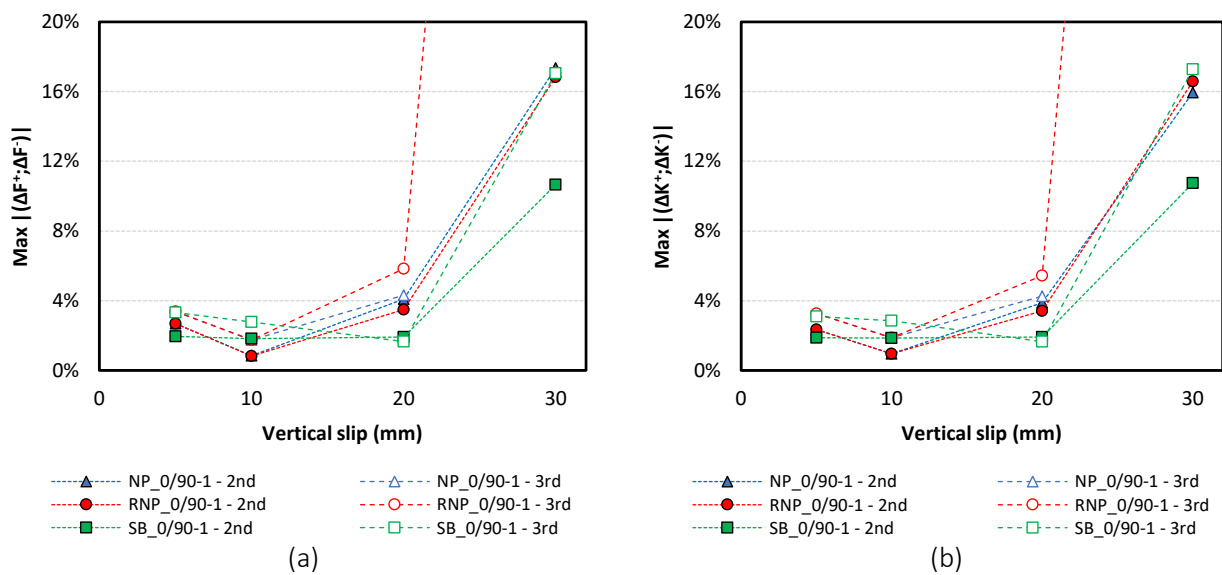 20%
16%
12%
8%
4%
0%
Max | (ΔF⁺;ΔF⁻) |
0 10 20 30
Vertical slip (mm)
NP_0/90-1 - 2nd NP_0/90-1 - 3rd
RNP_0/90-1 - 2nd RNP_0/90-1 - 3rd
SB_0/90-1 - 2nd SB_0/90-1 - 3rd
(a)
20%
16%
12%
8%
4%
0%
Max | (ΔK⁺;ΔK⁻) |
0 10 20 30
Vertical slip (mm)
NP_0/90-1 - 2nd NP_0/90-1 - 3rd
RNP_0/90-1 - 2nd RNP_0/90-1 - 3rd
SB_0/90-1 - 2nd SB_0/90-1 - 3rd
(b)